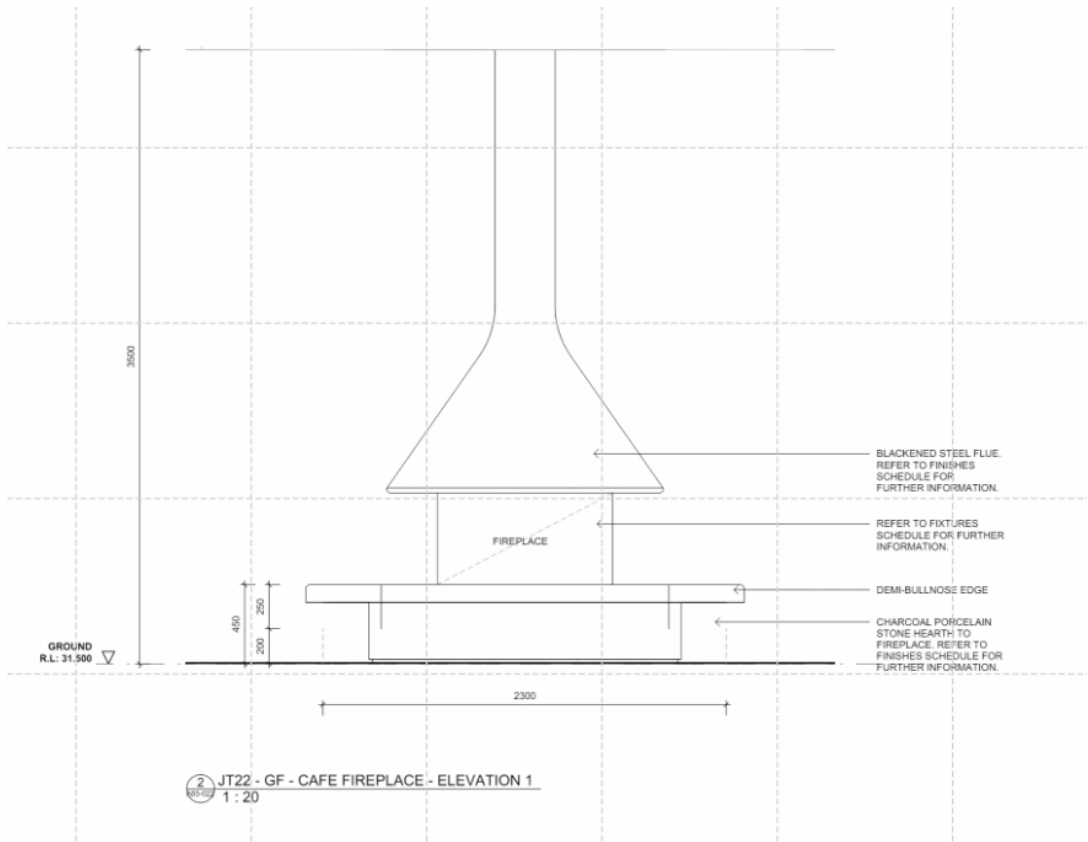 3500
BLACKENED STEEL FLUE.
REFER TO FINISHES
SCHEDULE FOR
FURTHER INFORMATION.
REFER TO FIXTURES
SCHEDULE FOR FURTHER
INFORMATION.
FIREPLACE
DEMI-BULLNOSE EDGE
450
250
200
CHARCOAL PORCELAIN
STONE HEARTH TO
FIREPLACE. REFER TO
FINISHES SCHEDULE FOR
FURTHER INFORMATION.
GROUND
R.L: 31.500
2300
2
JT22 - GF - CAFE FIREPLACE - ELEVATION 1
1 : 20